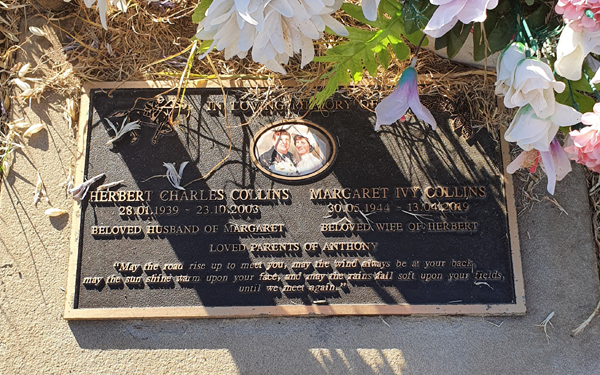 IN LOVING MEMORY OF
HERBERT CHARLES COLLINS MARGARET IVY COLLINS
28.01.1939 - 23.10.2003 30.05.1944 - 13.04.2019
BELOVED HUSBAND OF MARGARET BELOVED WIFE OF HERBERT
LOVED PARENTS OF ANTHONY
"May the road rise up to meet you, may the wind always be at your back,
may the sun shine warm upon your face, and may the rains fall soft upon your fields,
until we meet again."